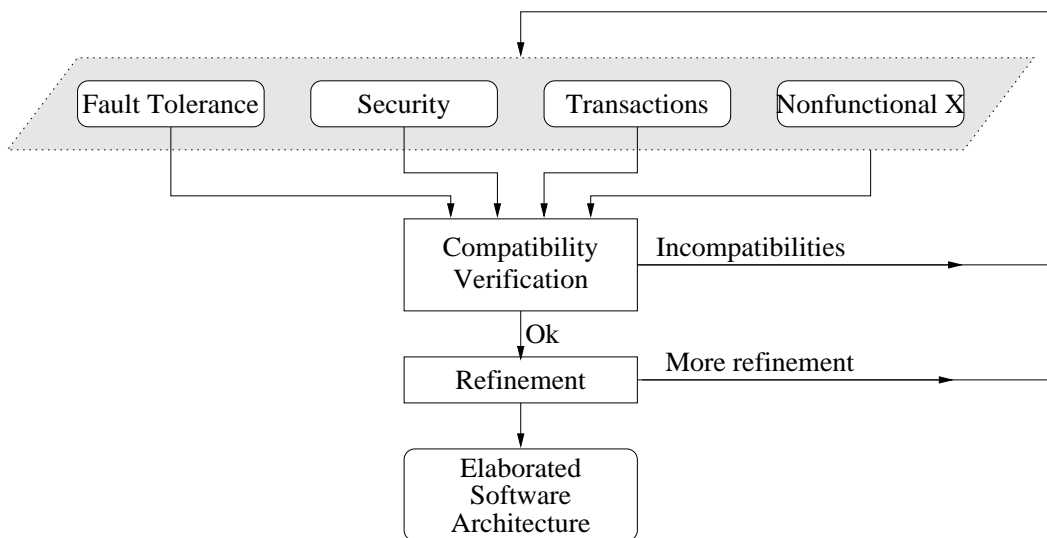 Fault Tolerance
Security
Transactions
Nonfunctional X
Compatibility
Verification
Incompatibilities
Ok
Refinement
More refinement
Elaborated
Software
Architecture